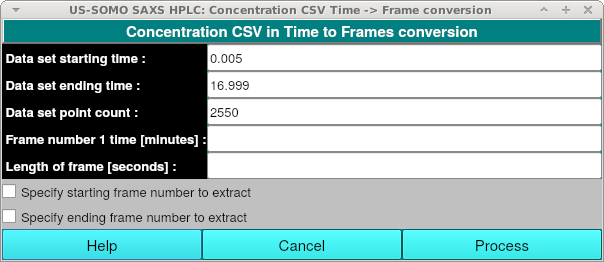 US-SOMO SAXS HPLC: Concentration CSV Time -> Frame conversion
Concentration CSV in Time to Frames conversion
Data set starting time : 0.005
Data set ending time : 16.999
Data set point count : 2550
Frame number 1 time [minutes] :
Length of frame [seconds] :
Specify starting frame number to extract
Specify ending frame number to extract
Help Cancel Process